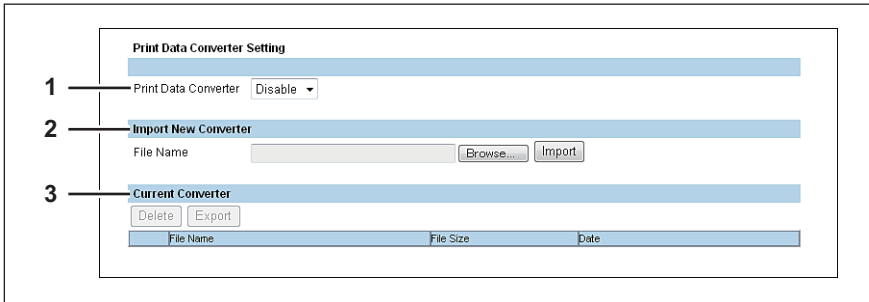 Print Data Converter Setting
1 Print Data Converter Disable
2 Import New Converter
File Name Browse... Import
3 Current Converter
Delete Export
File Name File Size Date